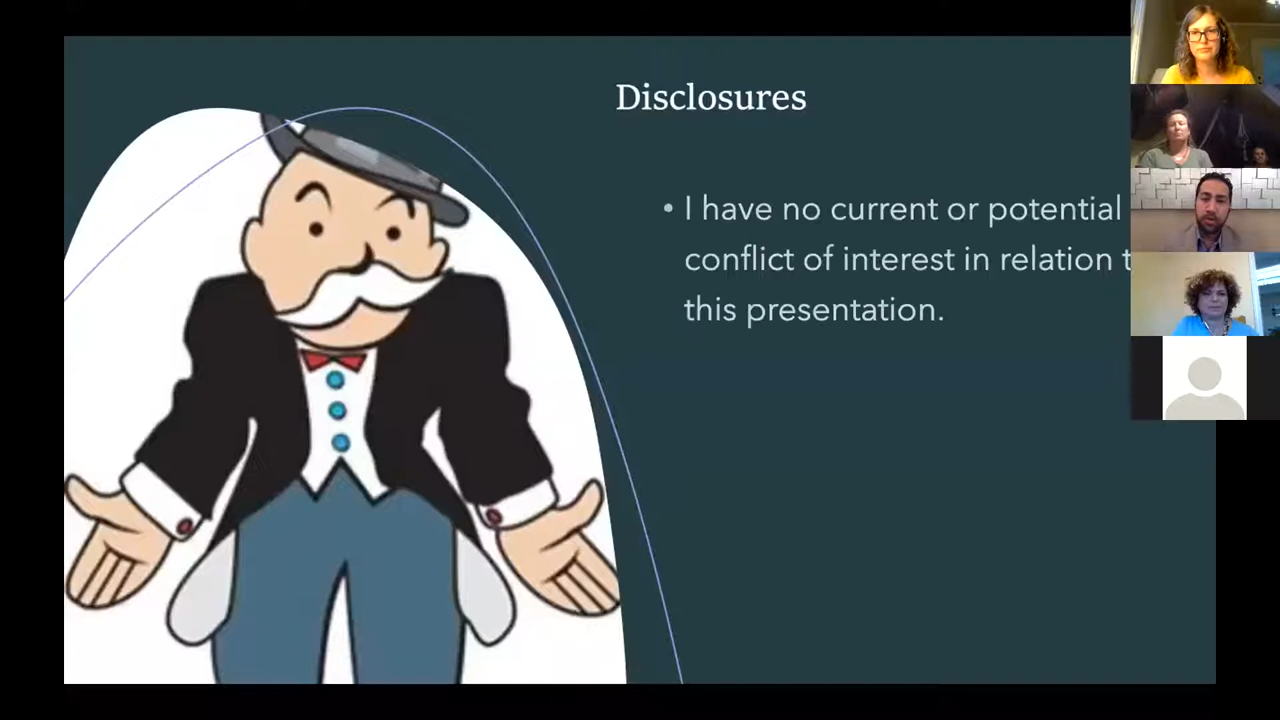 Disclosures
• I have no current or potential
conflict of interest in relation t
this presentation.